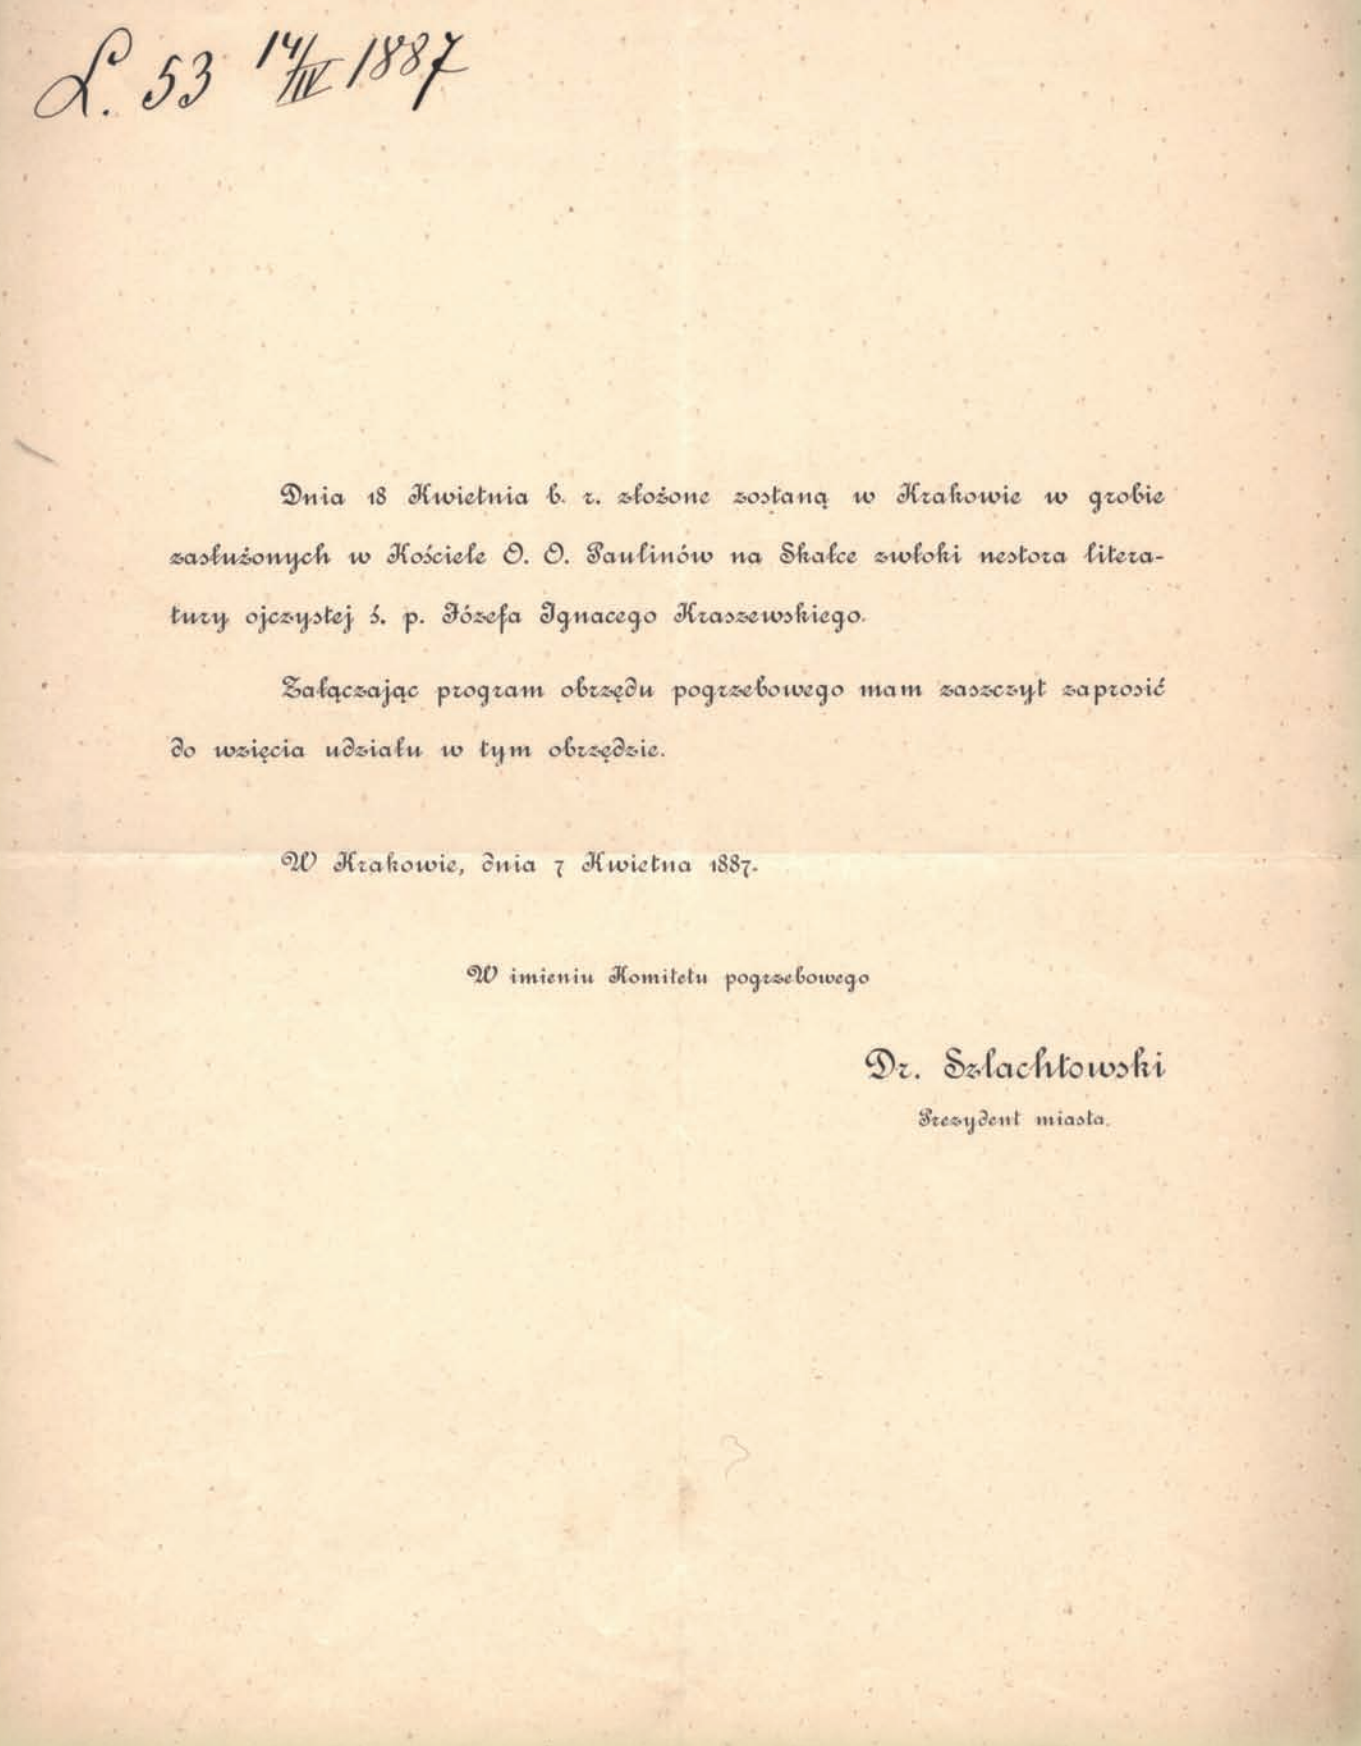 L. 53 14/IV 1887
Dnia 18 Kwietnia b. r. złożone zostaną w Krakowie w grobie
zasłużonych w Kościele O. O. Paulinów na Skałce zwłoki nestora litera-
tury ojczystej ś. p. Józefa Ignacego Kraszewskiego.
Załączając program obrzędu pogrzebowego mam zaszczyt zaprosić
do wzięcia udziału w tym obrzędzie.
W Krakowie, dnia 7 Kwietna 1887.
W imieniu Komitetu pogrzebowego
Dr. Szlachtowski
Prezydent miasta.